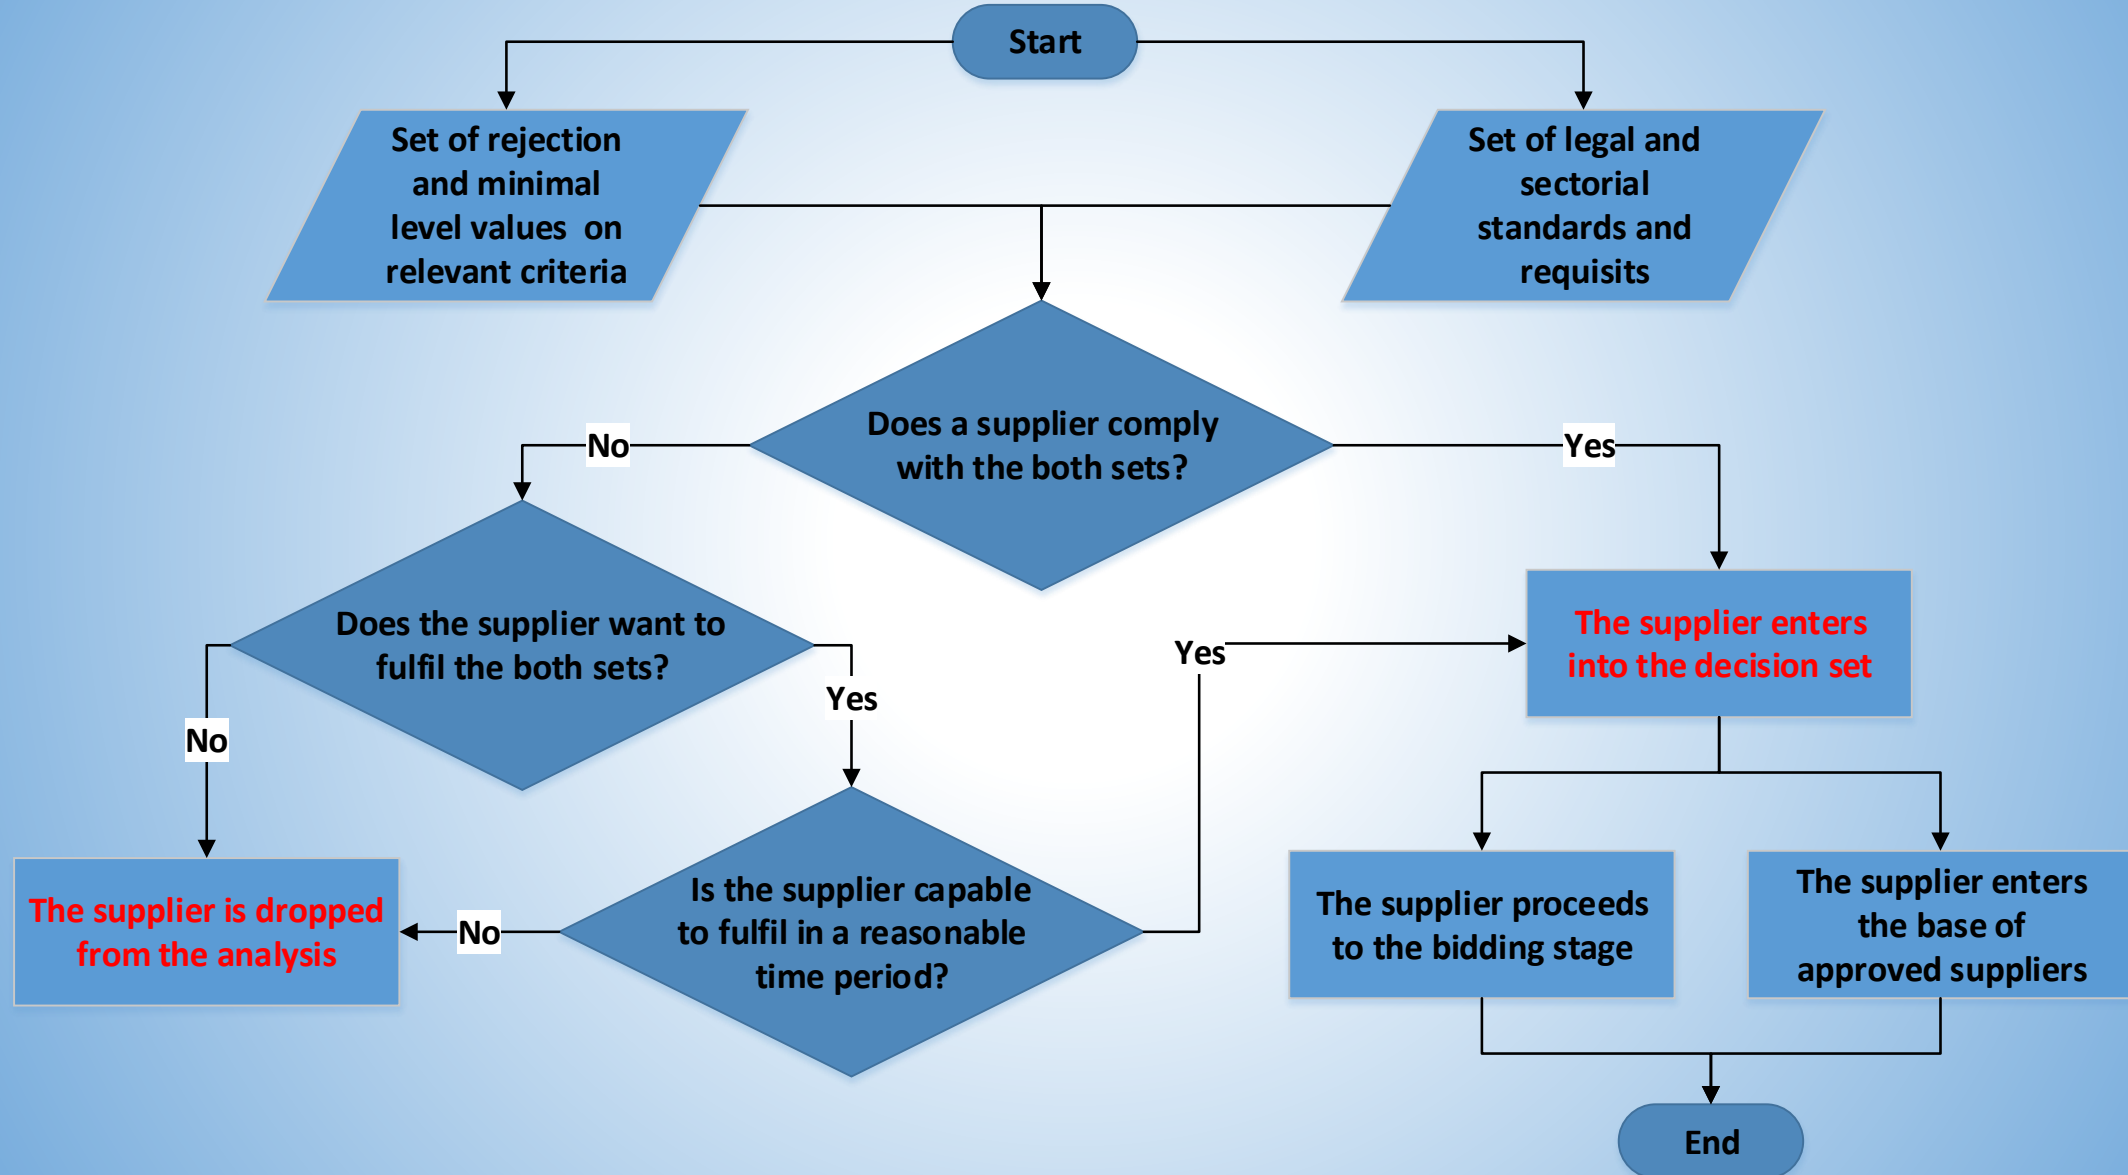 Start
Set of rejection
and minimal
level values on
relevant criteria
Set of legal and
sectorial
standards and
requisits
Does a supplier comply
with the both sets?
No
Yes
Does the supplier want to
fulfil the both sets?
The supplier enters
into the decision set
Yes
Yes
No
Is the supplier capable
to fulfil in a reasonable
time period?
The supplier is dropped
from the analysis
No
The supplier proceeds
to the bidding stage
The supplier enters
the base of
approved suppliers
End